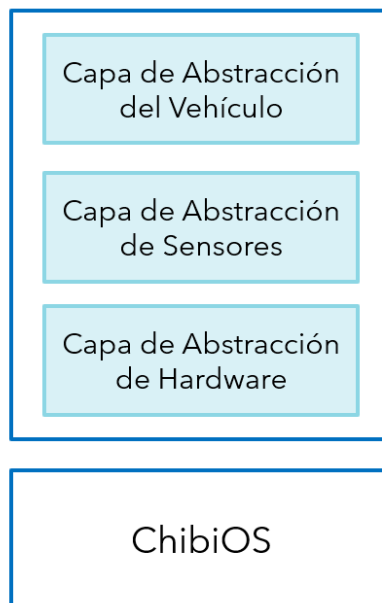 Capa de Abstracción
del Vehículo
Capa de Abstracción
de Sensores
Capa de Abstracción
de Hardware
ChibiOS